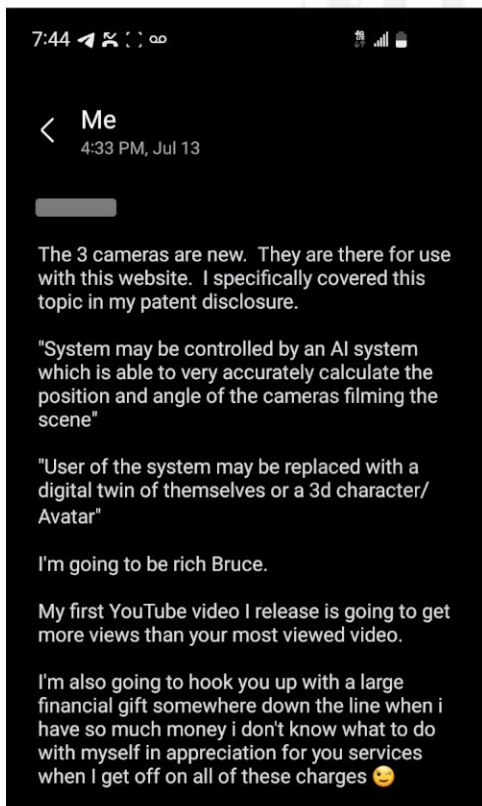 7:44
Me
4:33 PM, Jul 13
The 3 cameras are new.  They are there for use
with this website.  I specifically covered this
topic in my patent disclosure.
"System may be controlled by an AI system
which is able to very accurately calculate the
position and angle of the cameras filming the
scene"
"User of the system may be replaced with a
digital twin of themselves or a 3d character/
Avatar"
I'm going to be rich Bruce.
My first YouTube video I release is going to get
more views than your most viewed video.
I'm also going to hook you up with a large
financial gift somewhere down the line when i
have so much money i don't know what to do
with myself in appreciation for you services
when I get off on all of these charges 😉